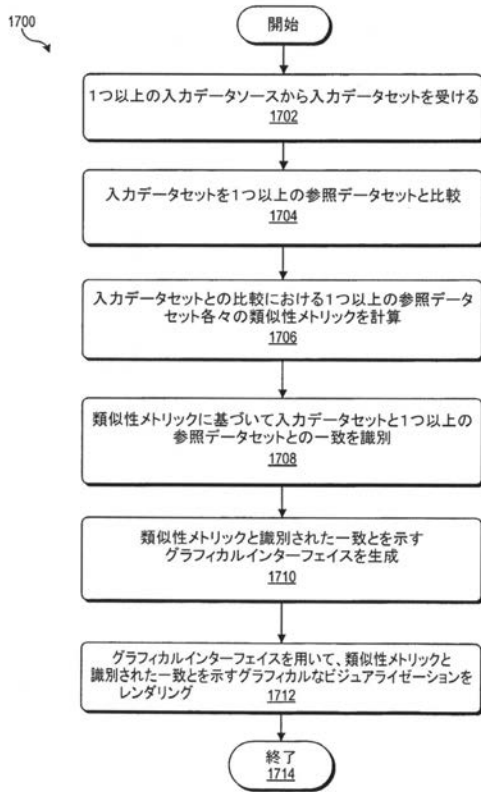 1700
開始
1つ以上の入力データソースから入力データセットを受ける
1702
入力データセットを1つ以上の参照データセットと比較
1704
入力データセットとの比較における1つ以上の参照データ
セット各々の類似性メトリックを計算
1706
類似性メトリックに基づいて入力データセットと1つ以上の
参照データセットとの一致を識別
1708
類似性メトリックと識別された一致とを示す
グラフィカルインターフェイスを生成
1710
グラフィカルインターフェイスを用いて、類似性メトリックと
識別された一致とを示すグラフィカルなビジュアライゼーションを
レンダリング
1712
終了
1714